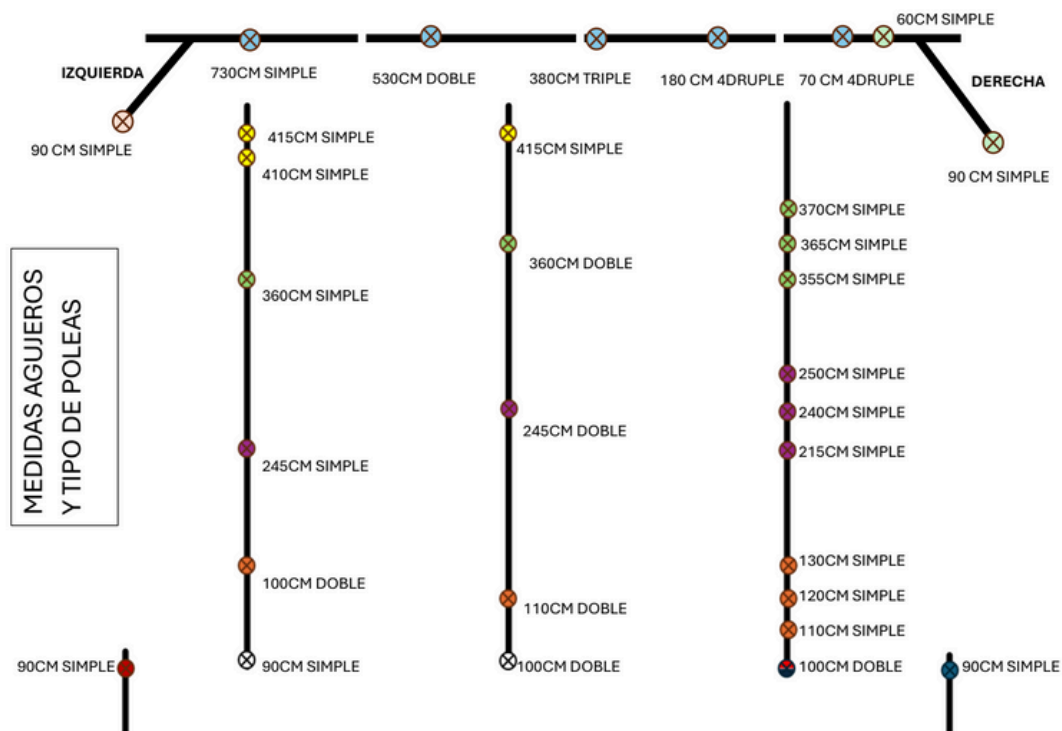 60CM SIMPLE
IZQUIERDA
730CM SIMPLE
530CM DOBLE
380CM TRIPLE
180 CM 4DRUPLE
70 CM 4DRUPLE
DERECHA
90 CM SIMPLE
415CM SIMPLE
410CM SIMPLE
415CM SIMPLE
90 CM SIMPLE
370CM SIMPLE
365CM SIMPLE
355CM SIMPLE
360CM SIMPLE
360CM DOBLE
MEDIDAS AGUJEROS
Y TIPO DE POLEAS
250CM SIMPLE
240CM SIMPLE
215CM SIMPLE
245CM SIMPLE
245CM DOBLE
130CM SIMPLE
120CM SIMPLE
110CM SIMPLE
100CM DOBLE
110CM DOBLE
90CM SIMPLE
90CM SIMPLE
100CM DOBLE
100CM DOBLE
90CM SIMPLE